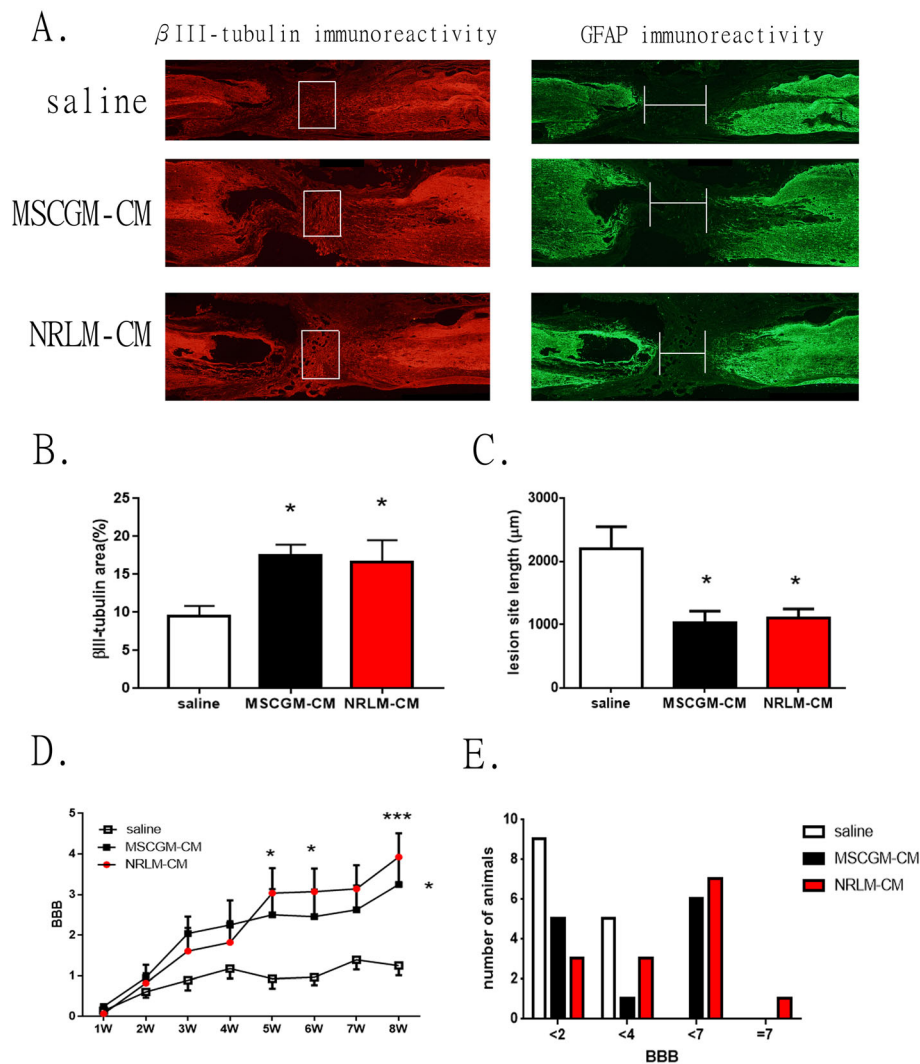 A.
βIII-tubulin immunoreactivity
GFAP immunoreactivity
saline
MSCGM-CM
NRLM-CM
B.
βIII-tubulin area(%)
25
20
15
10
5
0
*
*
saline
MSCGM-CM
NRLM-CM
C.
lesion site length (μm)
3000
2000
1000
0
*
*
saline
MSCGM-CM
NRLM-CM
D.
BBB
5
4
3
2
1
0
saline
MSCGM-CM
NRLM-CM
*
*
***
*
1W
2W
3W
4W
5W
6W
7W
8W
E.
number of animals
10
8
6
4
2
0
saline
MSCGM-CM
NRLM-CM
<2
<4
<7
=7
BBB